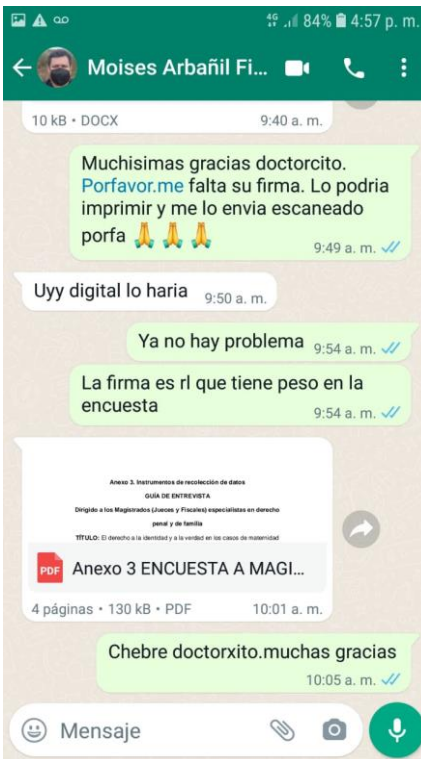 84% 4:57 p. m.
Moises Arbañil Fi...
10 kB • DOCX 9:40 a. m.
Muchisimas gracias doctorcito.
Porfavor.me falta su firma. Lo podria
imprimir y me lo envia escaneado
porfa 🙏 🙏 🙏
9:49 a. m.
Uyy digital lo haria 9:50 a. m.
Ya no hay problema 9:54 a. m.
La firma es rl que tiene peso en la
encuesta
9:54 a. m.
Anexo 3. Instrumentos de recolección de datos
GUÍA DE ENTREVISTA
Dirigido a los Magistrados (Jueces y Fiscales) especialistas en derecho
penal y de familia
TÍTULO: El derecho a la identidad y a la verdad en los casos de maternidad
PDF Anexo 3 ENCUESTA A MAGI...
4 páginas • 130 kB • PDF 10:01 a. m.
Chebre doctorxito.muchas gracias
10:05 a. m.
Mensaje